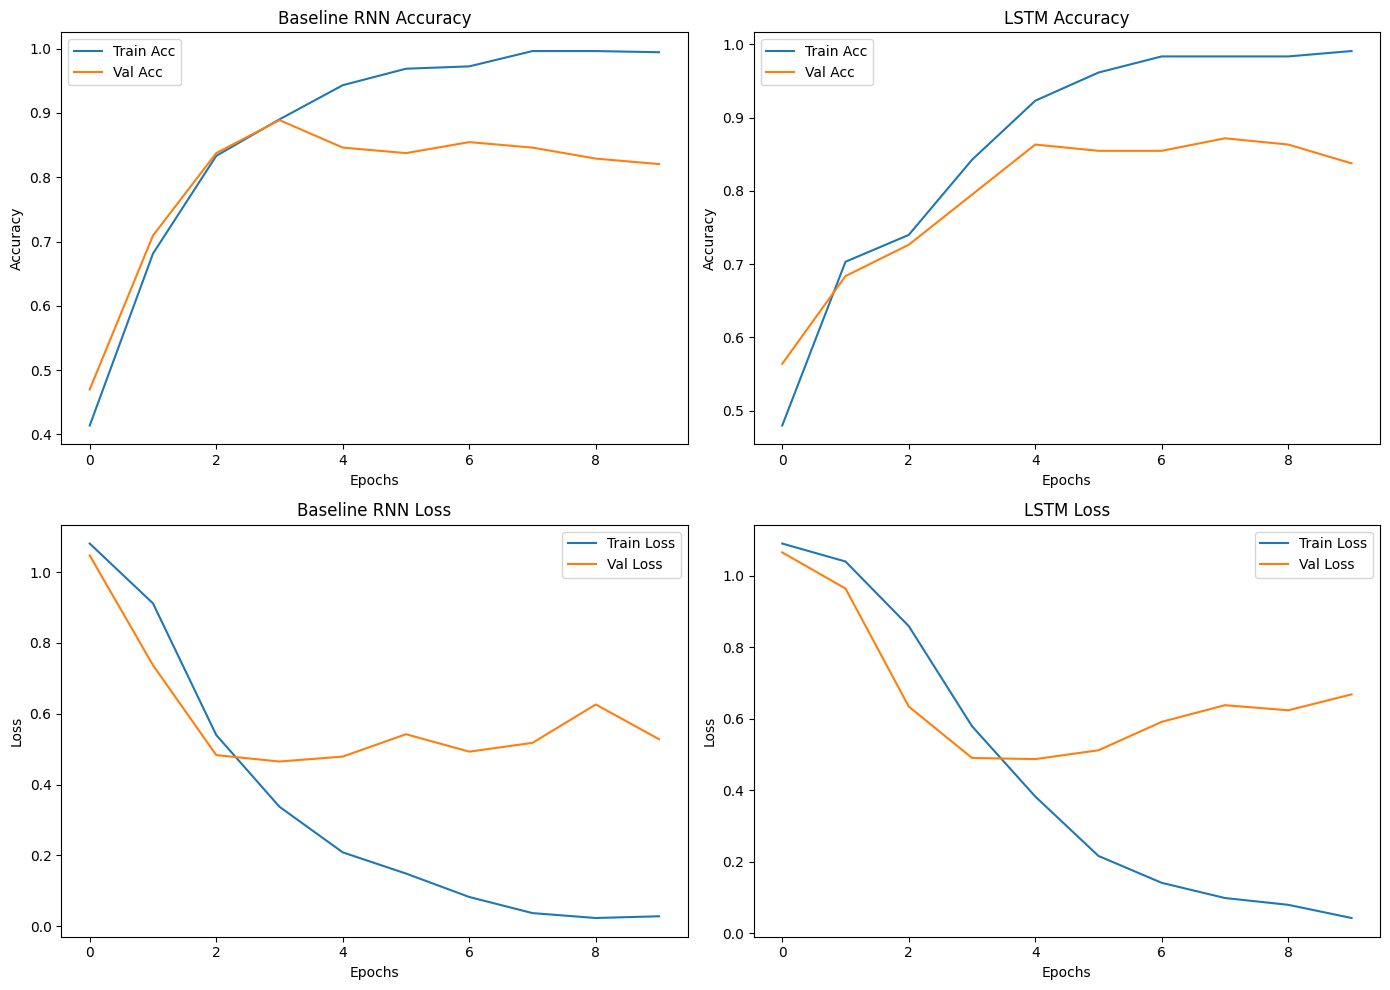 Baseline RNN Accuracy
Train Acc
Val Acc
1.0
0.9
0.8
0.7
0.6
0.5
0.4
Accuracy
0 2 4 6 8
Epochs
LSTM Accuracy
Train Acc
Val Acc
1.0
0.9
0.8
0.7
0.6
0.5
Accuracy
0 2 4 6 8
Epochs
Baseline RNN Loss
Train Loss
Val Loss
1.0
0.8
0.6
0.4
0.2
0.0
Loss
0 2 4 6 8
Epochs
LSTM Loss
Train Loss
Val Loss
1.0
0.8
0.6
0.4
0.2
0.0
Loss
0 2 4 6 8
Epochs